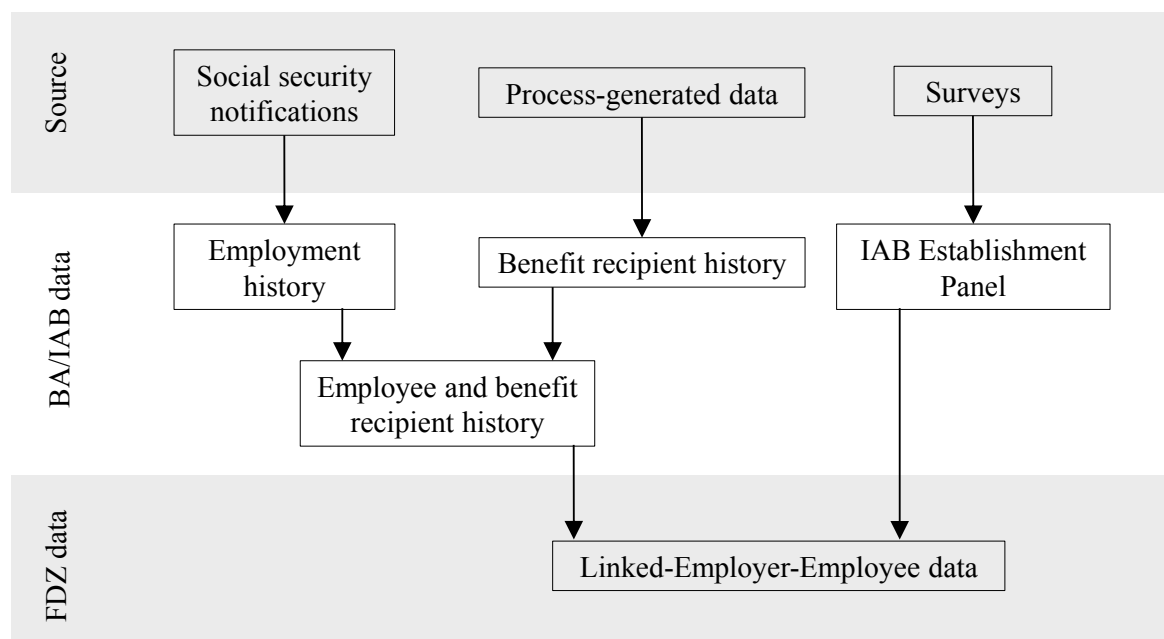 Source
Social security
notifications
Process-generated data
Surveys
BA/IAB data
Employment
history
Benefit recipient history
IAB Establishment
Panel
Employee and benefit
recipient history
FDZ data
Linked-Employer-Employee data